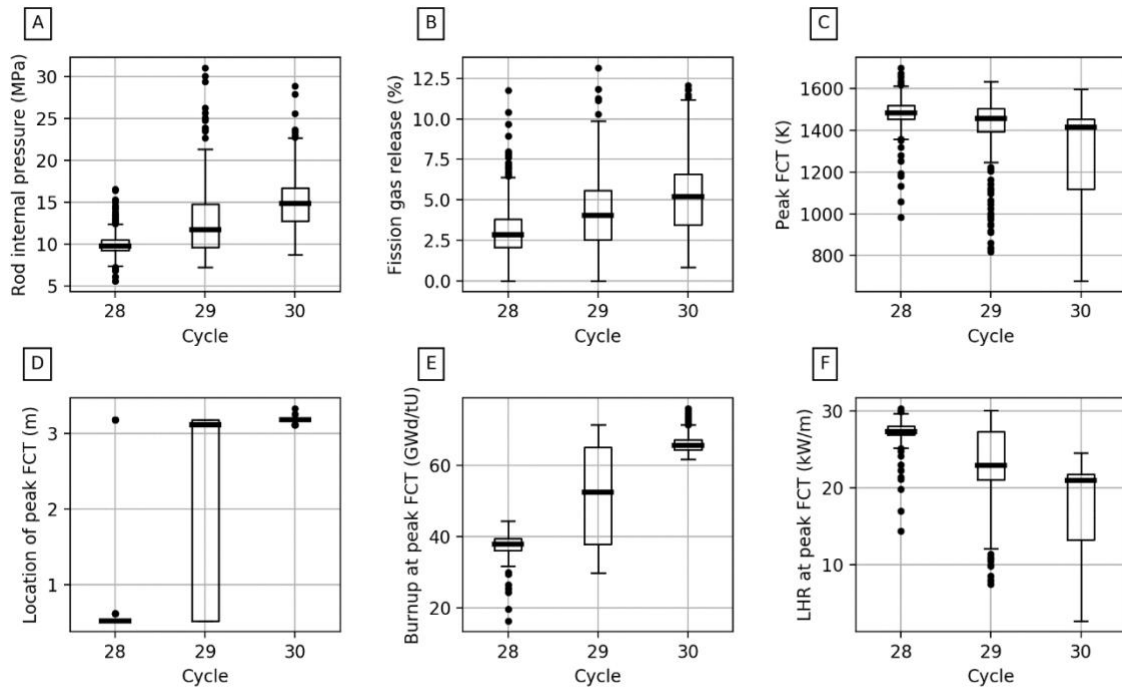 A
Rod internal pressure (MPa)
30
25
20
15
10
5
28 29 30
Cycle
B
Fission gas release (%)
12.5
10.0
7.5
5.0
2.5
0.0
28 29 30
Cycle
C
Peak FCT (K)
1600
1400
1200
1000
800
28 29 30
Cycle
D
Location of peak FCT (m)
3
2
1
28 29 30
Cycle
E
Burnup at peak FCT (GWd/tU)
60
40
20
28 29 30
Cycle
F
LHR at peak FCT (kW/m)
30
20
10
28 29 30
Cycle